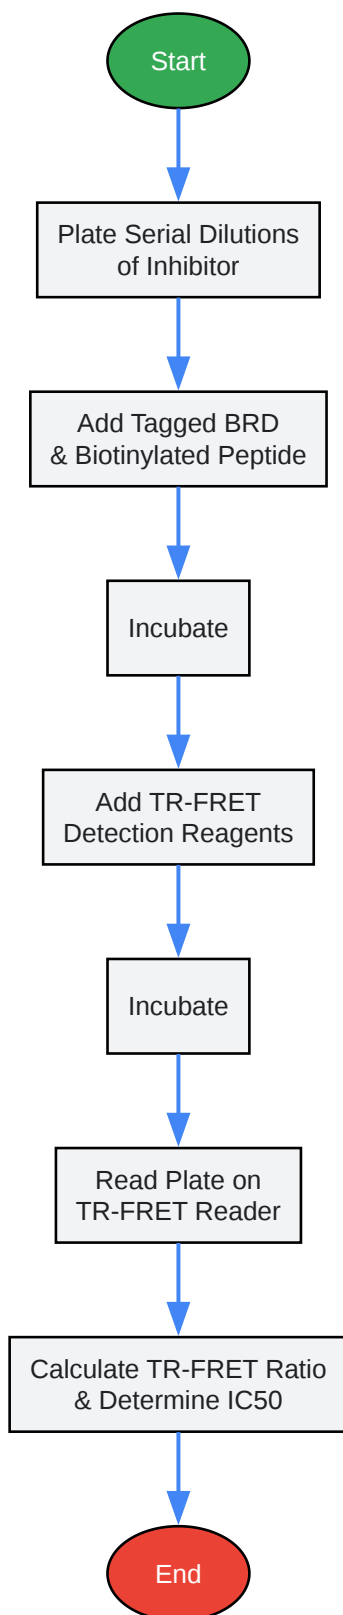 Start
Plate Serial Dilutions
of Inhibitor
Add Tagged BRD
& Biotinylated Peptide
Incubate
Add TR-FRET
Detection Reagents
Incubate
Read Plate on
TR-FRET Reader
Calculate TR-FRET Ratio
& Determine IC50
End